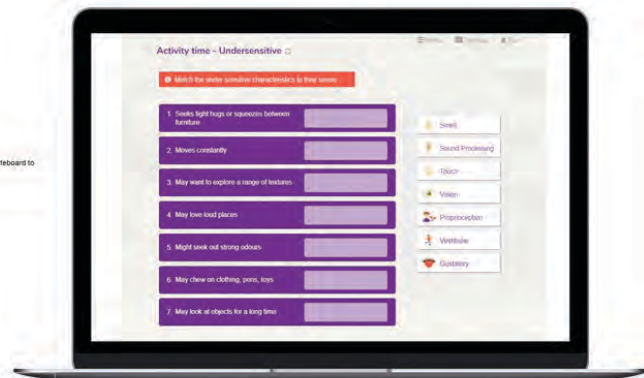 Activity time - Undersensitive
Match the under sensitive characteristics to their sense
1. Seeks tight hugs or squeezes between
furniture
2. Moves constantly
3. May want to explore a range of textures
4. May love loud places
5. Might seek out strong odours
6. May chew on clothing, pens, toys
7. May look at objects for a long time
Smell
Sound Processing
Touch
Vision
Proprioception
Vestibular
Gustatory
teboard to